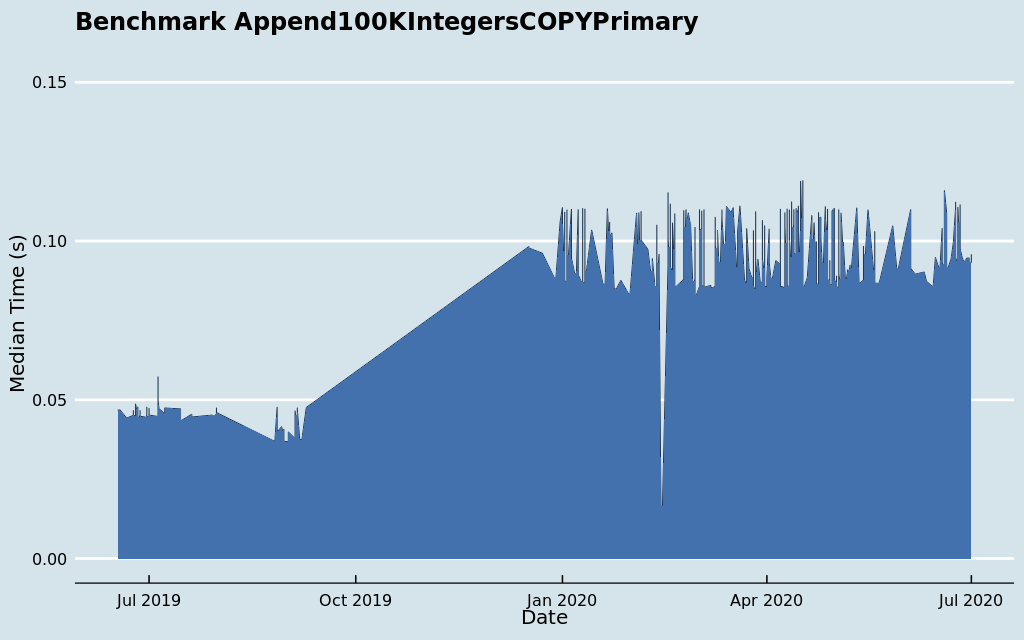 Benchmark Append100KIntegersCOPYPrimary
Median Time (s)
0.15
0.10
0.05
0.00
Jul 2019 Oct 2019 Jan 2020 Apr 2020 Jul 2020
Date